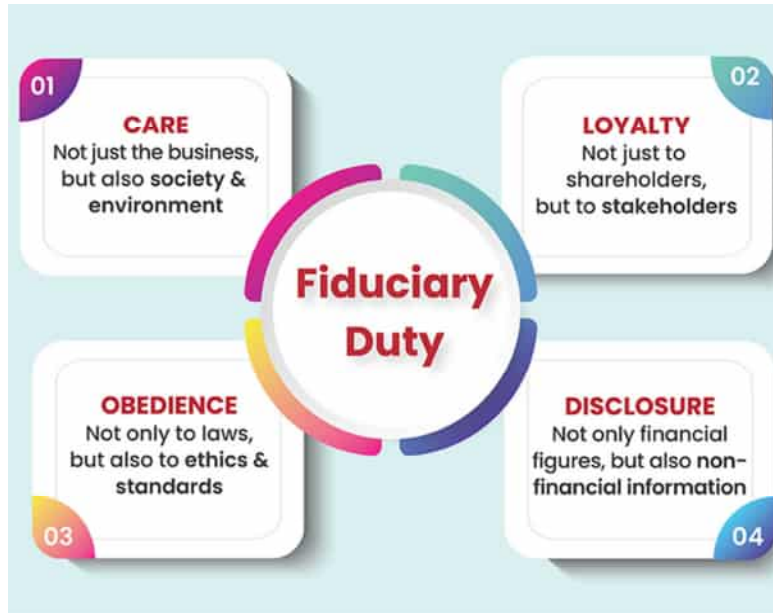 01
CARE
Not just the business,
but also society &
environment
02
LOYALTY
Not just to
shareholders,
but to stakeholders
Fiduciary
Duty
OBEDIENCE
Not only to laws,
but also to ethics &
standards
03
DISCLOSURE
Not only financial
figures, but also non-
financial information
04